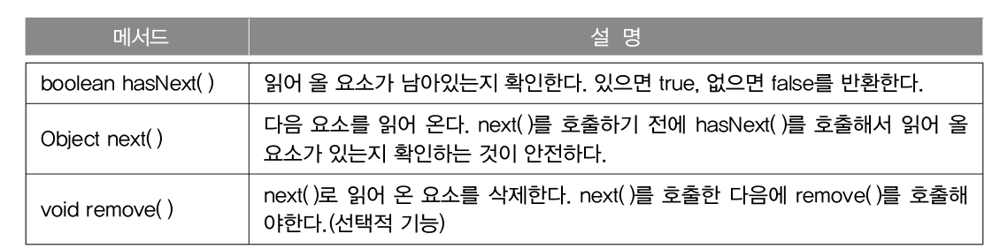 메서드 설 명
boolean hasNext( ) 읽어 올 요소가 남아있는지 확인한다. 있으면 true, 없으면 false를 반환한다.
Object next( ) 다음 요소를 읽어 온다. next( )를 호출하기 전에 hasNext( )를 호출해서 읽어 올
요소가 있는지 확인하는 것이 안전하다.
void remove( ) next( )로 읽어 온 요소를 삭제한다. next( )를 호출한 다음에 remove( )를 호출해
야한다.(선택적 기능)